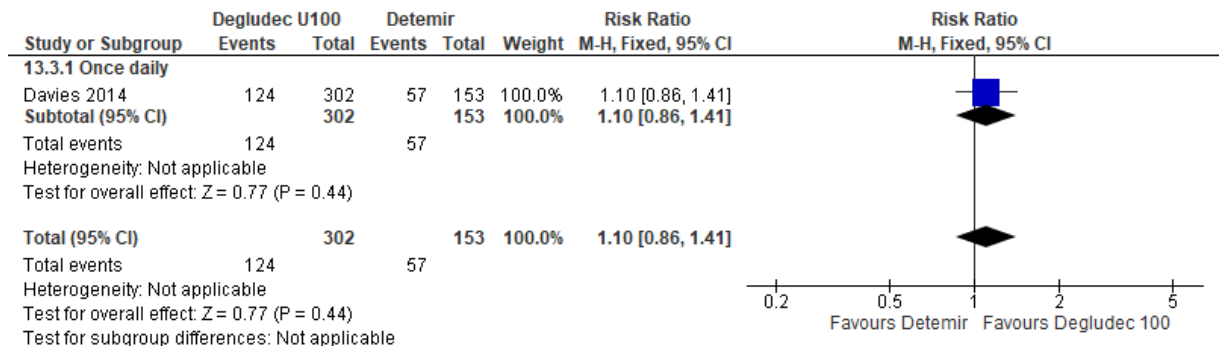 Degludec U100 Detemir Risk Ratio Risk Ratio
Study or Subgroup Events Total Events Total Weight M-H, Fixed, 95% CI M-H, Fixed, 95% CI
13.3.1 Once daily
Davies 2014 124 302 57 153 100.0% 1.10 [0.86, 1.41]
Subtotal (95% CI) 302 153 100.0% 1.10 [0.86, 1.41]
Total events 124 57
Heterogeneity: Not applicable
Test for overall effect: Z = 0.77 (P = 0.44)
Total (95% CI) 302 153 100.0% 1.10 [0.86, 1.41]
Total events 124 57
Heterogeneity: Not applicable
Test for overall effect: Z = 0.77 (P = 0.44)
Test for subgroup differences: Not applicable
0.2 0.5 1 2 5
Favours Detemir Favours Degludec 100